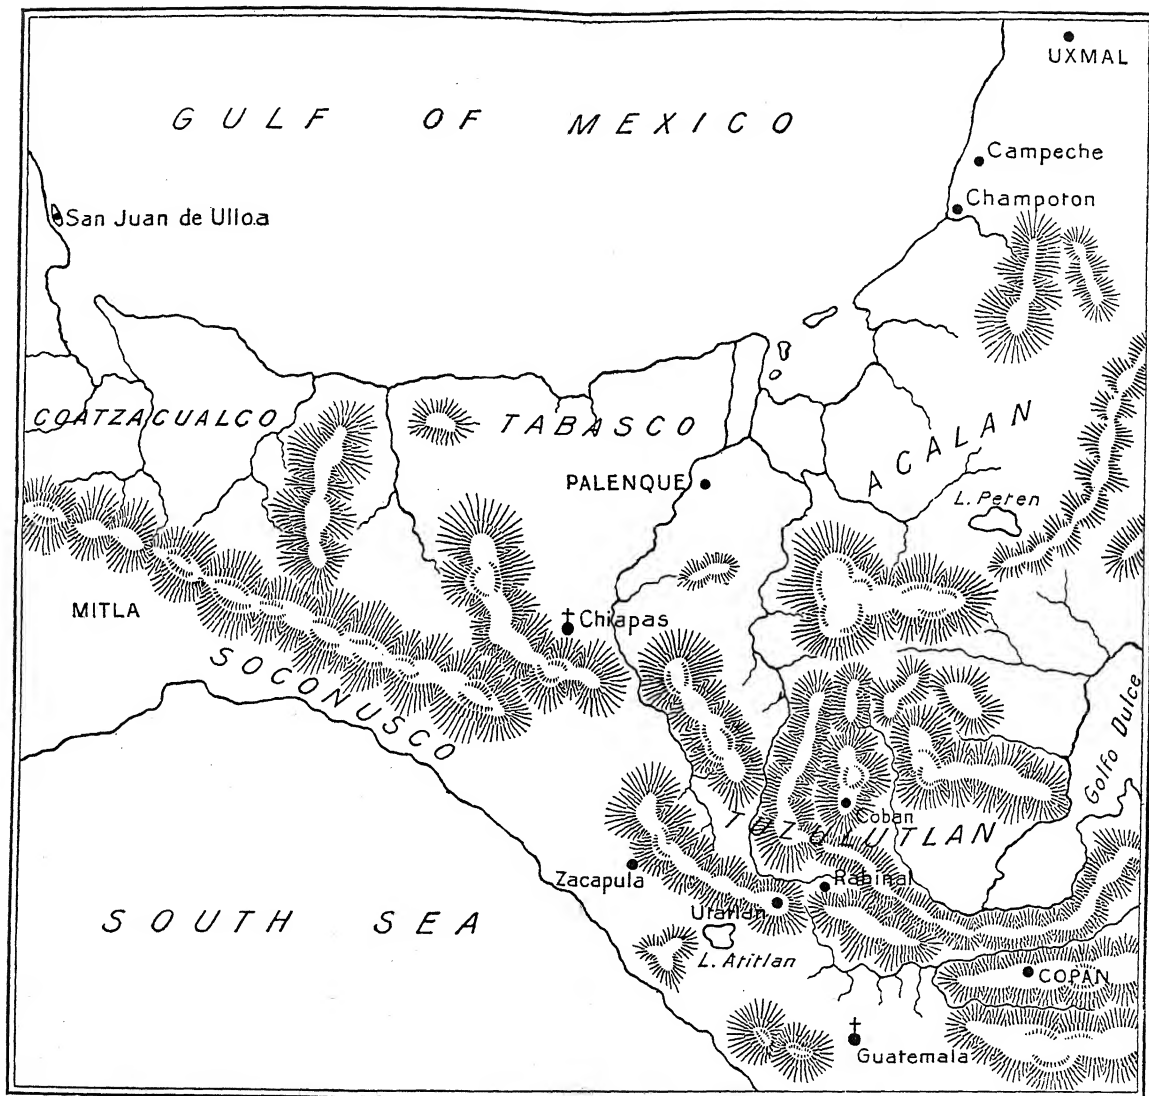 UXMAL
GULF OF MEXICO
Campeche
San Juan de Ulloa
Champoton
COATZACUALCO
TABASCO
ACALAN
PALENQUE
L. Peten
MITLA
Chiapas
SOCONUSCO
Golfo Dulce
Coban
TUZULUTLAN
Zacapula
Rabinal
Utatlan
SOUTH SEA
L. Atitlan
COPAN
Guatemala